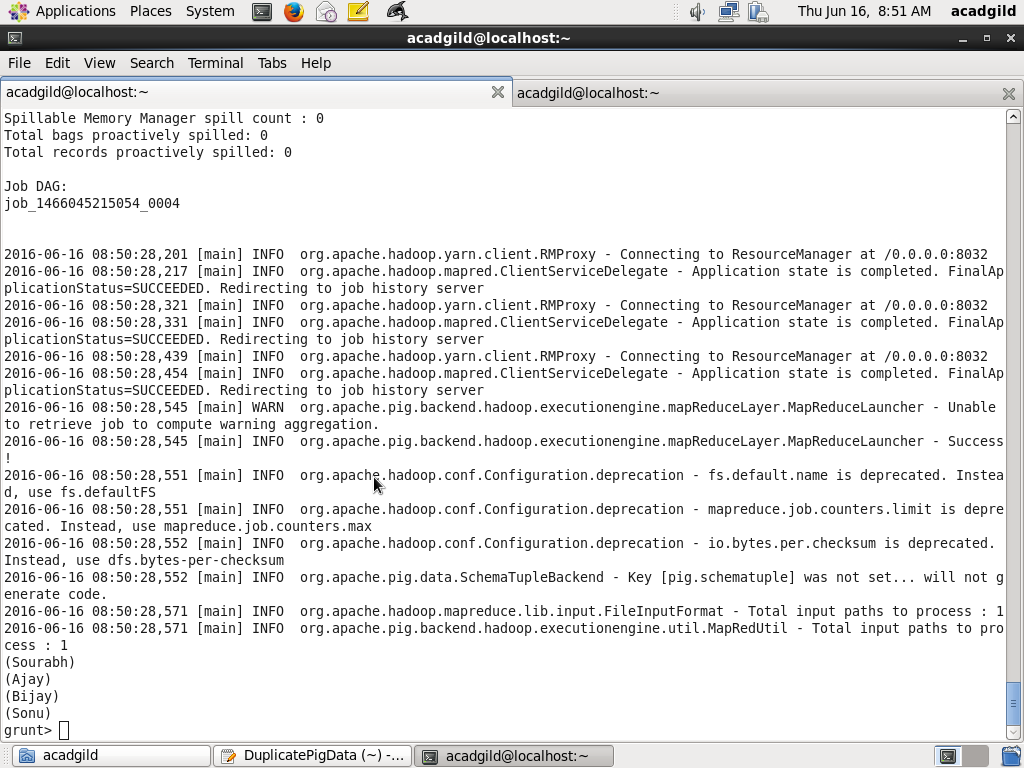 Applications Places System Thu Jun 16, 8:51 AM acadgild
acadgild@localhost:~
File Edit View Search Terminal Tabs Help
acadgild@localhost:~ acadgild@localhost:~
Spillable Memory Manager spill count : 0
Total bags proactively spilled: 0
Total records proactively spilled: 0
Job DAG:
job_1466045215054_0004
2016-06-16 08:50:28,201 [main] INFO  org.apache.hadoop.yarn.client.RMProxy - Connecting to ResourceManager at /0.0.0.0:8032
2016-06-16 08:50:28,217 [main] INFO  org.apache.hadoop.mapred.ClientServiceDelegate - Application state is completed. FinalAp
plicationStatus=SUCCEEDED. Redirecting to job history server
2016-06-16 08:50:28,321 [main] INFO  org.apache.hadoop.yarn.client.RMProxy - Connecting to ResourceManager at /0.0.0.0:8032
2016-06-16 08:50:28,331 [main] INFO  org.apache.hadoop.mapred.ClientServiceDelegate - Application state is completed. FinalAp
plicationStatus=SUCCEEDED. Redirecting to job history server
2016-06-16 08:50:28,439 [main] INFO  org.apache.hadoop.yarn.client.RMProxy - Connecting to ResourceManager at /0.0.0.0:8032
2016-06-16 08:50:28,454 [main] INFO  org.apache.hadoop.mapred.ClientServiceDelegate - Application state is completed. FinalAp
plicationStatus=SUCCEEDED. Redirecting to job history server
2016-06-16 08:50:28,545 [main] WARN  org.apache.pig.backend.hadoop.executionengine.mapReduceLayer.MapReduceLauncher - Unable
to retrieve job to compute warning aggregation.
2016-06-16 08:50:28,545 [main] INFO  org.apache.pig.backend.hadoop.executionengine.mapReduceLayer.MapReduceLauncher - Success
!
2016-06-16 08:50:28,551 [main] INFO  org.apache.hadoop.conf.Configuration.deprecation - fs.default.name is deprecated. Instea
d, use fs.defaultFS
2016-06-16 08:50:28,551 [main] INFO  org.apache.hadoop.conf.Configuration.deprecation - mapreduce.job.counters.limit is depre
cated. Instead, use mapreduce.job.counters.max
2016-06-16 08:50:28,552 [main] INFO  org.apache.hadoop.conf.Configuration.deprecation - io.bytes.per.checksum is deprecated.
Instead, use dfs.bytes-per-checksum
2016-06-16 08:50:28,552 [main] INFO  org.apache.pig.data.SchemaTupleBackend - Key [pig.schematuple] was not set... will not g
enerate code.
2016-06-16 08:50:28,571 [main] INFO  org.apache.hadoop.mapreduce.lib.input.FileInputFormat - Total input paths to process : 1
2016-06-16 08:50:28,571 [main] INFO  org.apache.pig.backend.hadoop.executionengine.util.MapRedUtil - Total input paths to pro
cess : 1
(Sourabh)
(Ajay)
(Bijay)
(Sonu)
grunt>
acadgild DuplicatePigData (~) -... acadgild@localhost:~